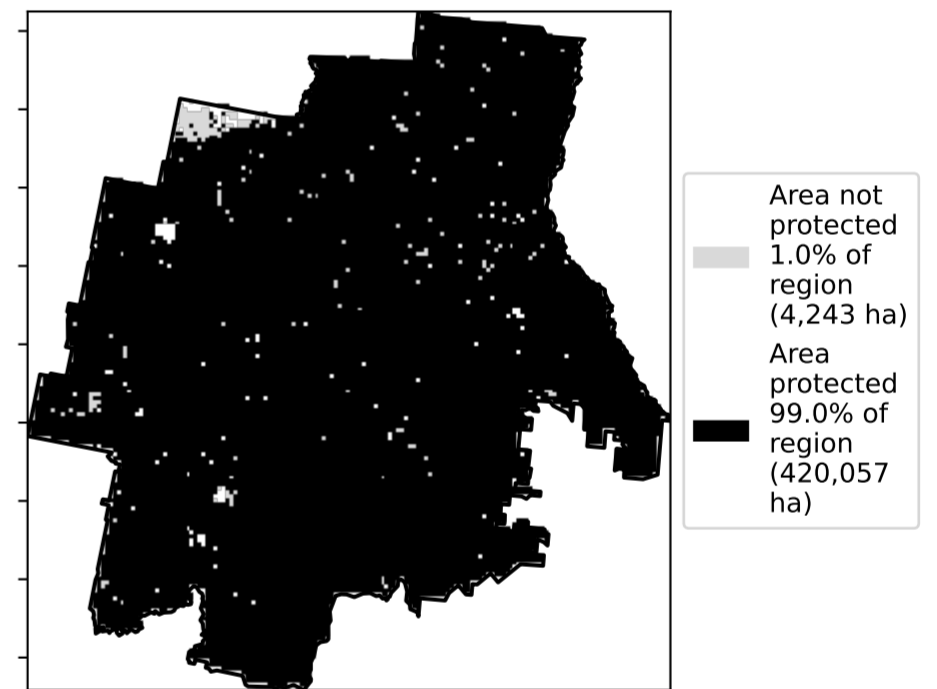 Area not
protected
1.0% of
region
(4,243 ha)
Area
protected
99.0% of
region
(420,057
ha)